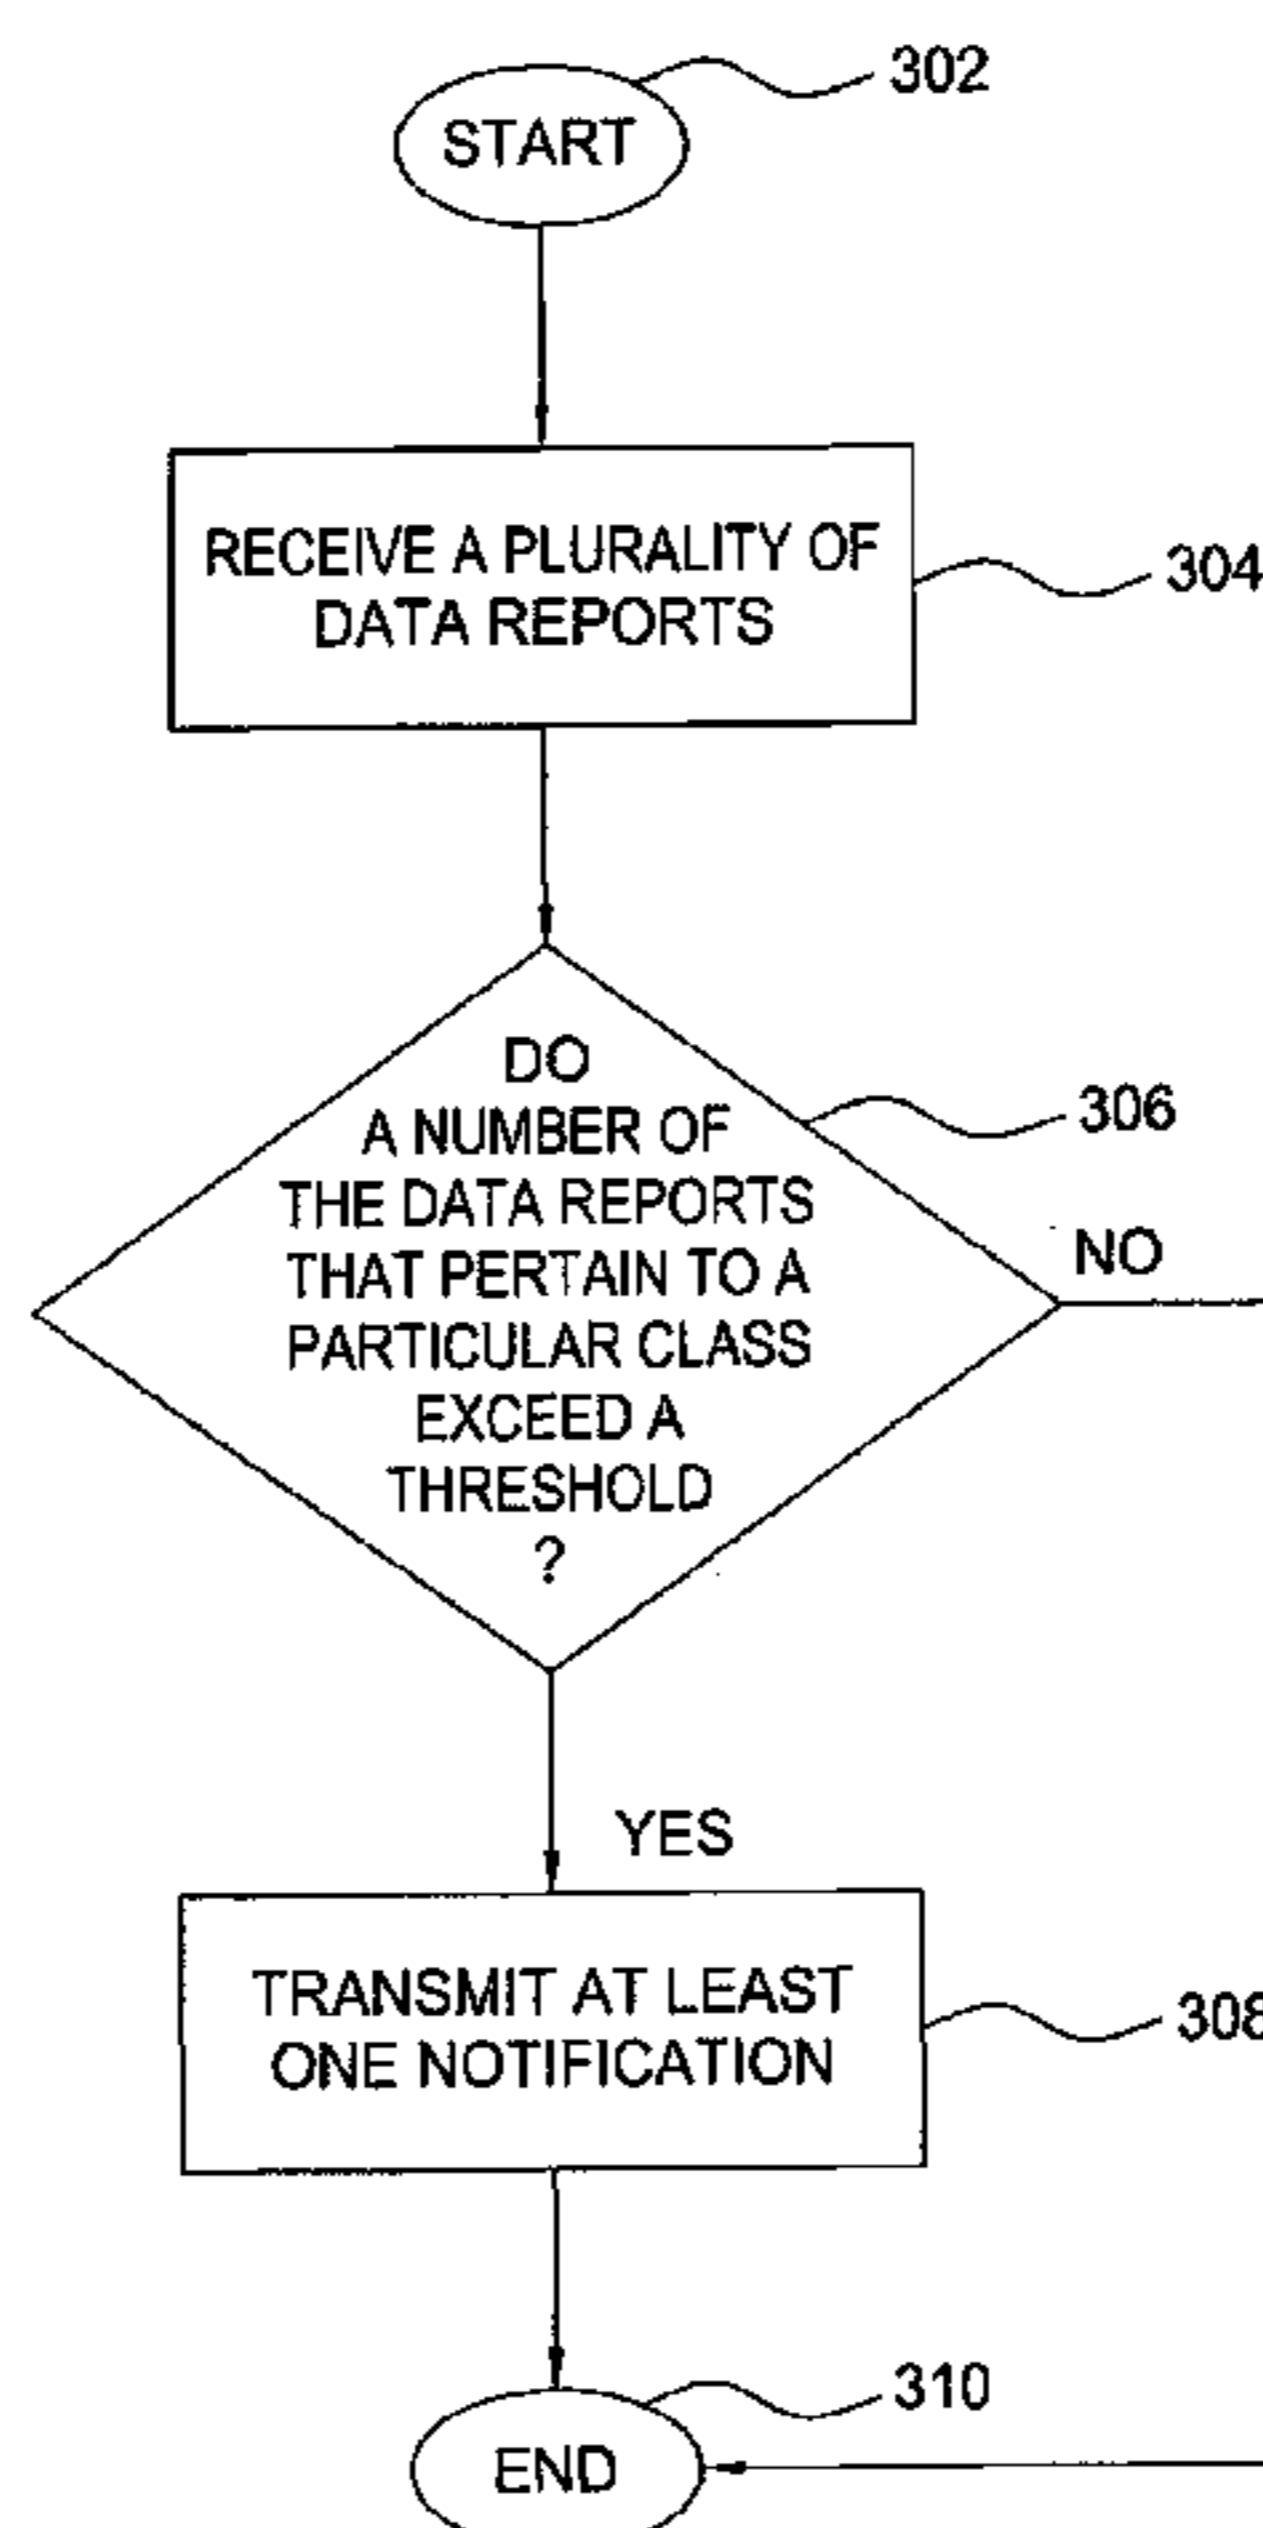 302
START
RECEIVE A PLURALITY OF
DATA REPORTS
304
DO
A NUMBER OF
THE DATA REPORTS
THAT PERTAIN TO A
PARTICULAR CLASS
EXCEED A
THRESHOLD
?
306
NO
YES
TRANSMIT AT LEAST
ONE NOTIFICATION
308
310
END